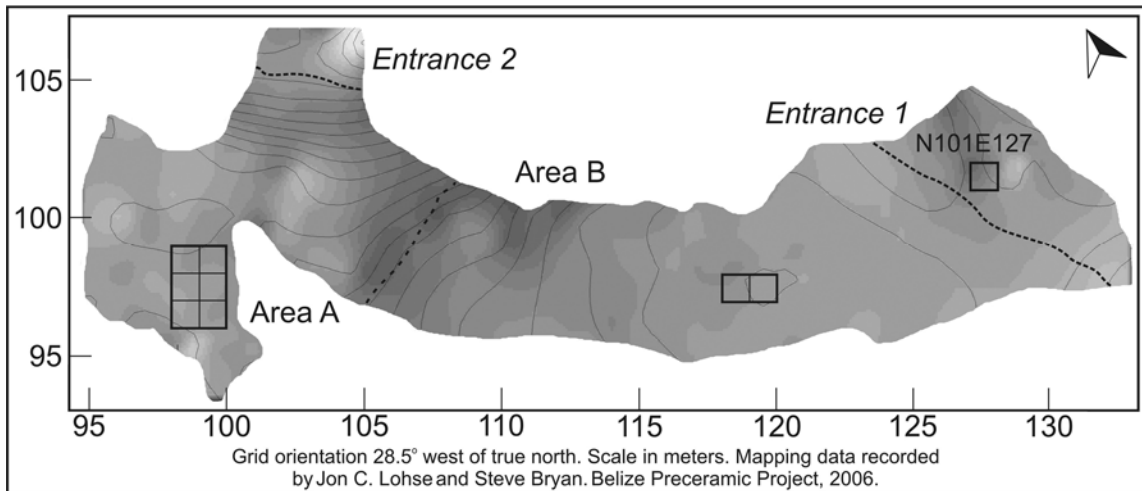 105
Entrance 2
Entrance 1
N101E127
Area B
100
Area A
95
95 100 105 110 115 120 125 130
Grid orientation 28.5° west of true north. Scale in meters. Mapping data recorded
by Jon C. Lohse and Steve Bryan. Belize Preceramic Project, 2006.